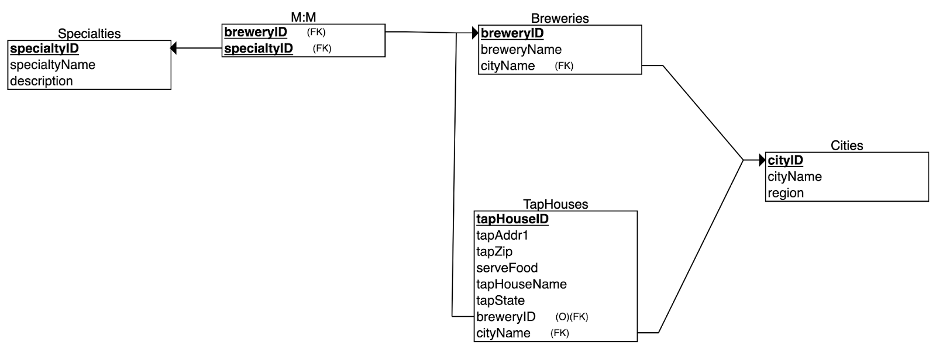 Specialties
specialtyID
specialtyName
description
M:M
breweryID (FK)
specialtyID (FK)
Breweries
breweryID
breweryName
cityName (FK)
TapHouses
tapHouseID
tapAddr1
tapZip
serveFood
tapHouseName
tapState
breweryID (O)(FK)
cityName (FK)
Cities
cityID
cityName
region